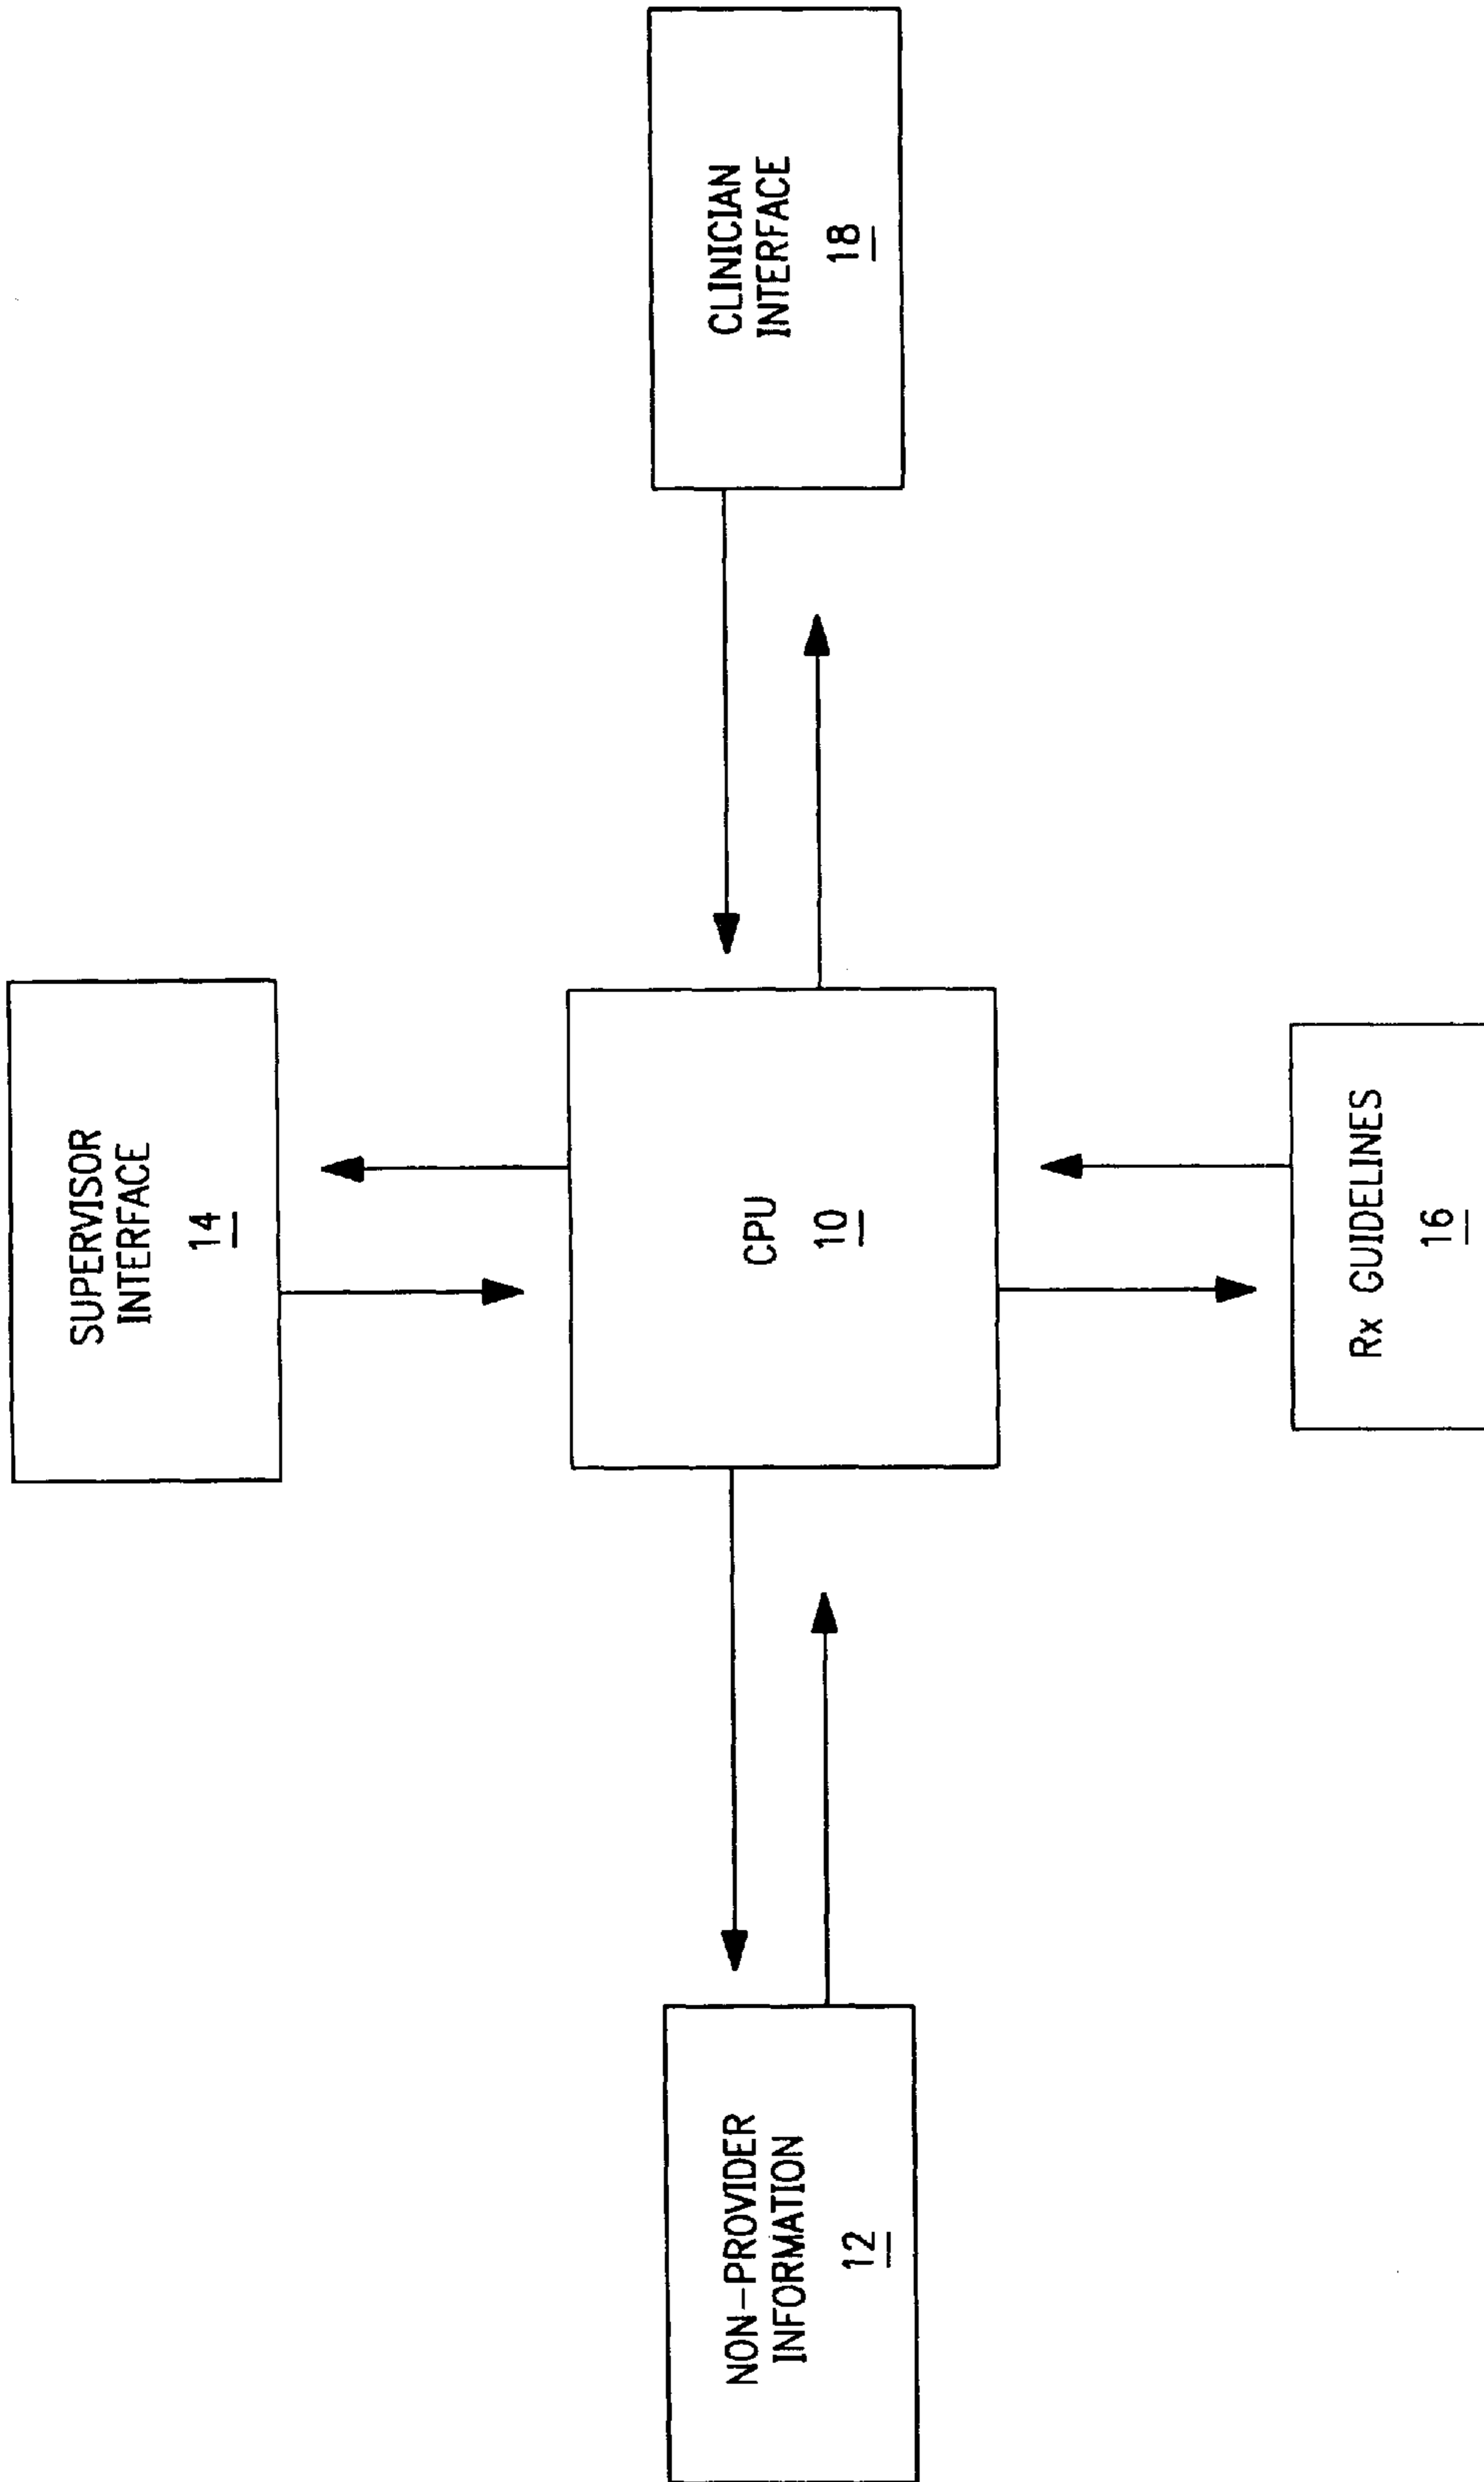 SUPERVISOR
INTERFACE
14
NON-PROVIDER
INFORMATION
12
CPU
10
CLINICIAN
INTERFACE
18
Rx GUIDELINES
16